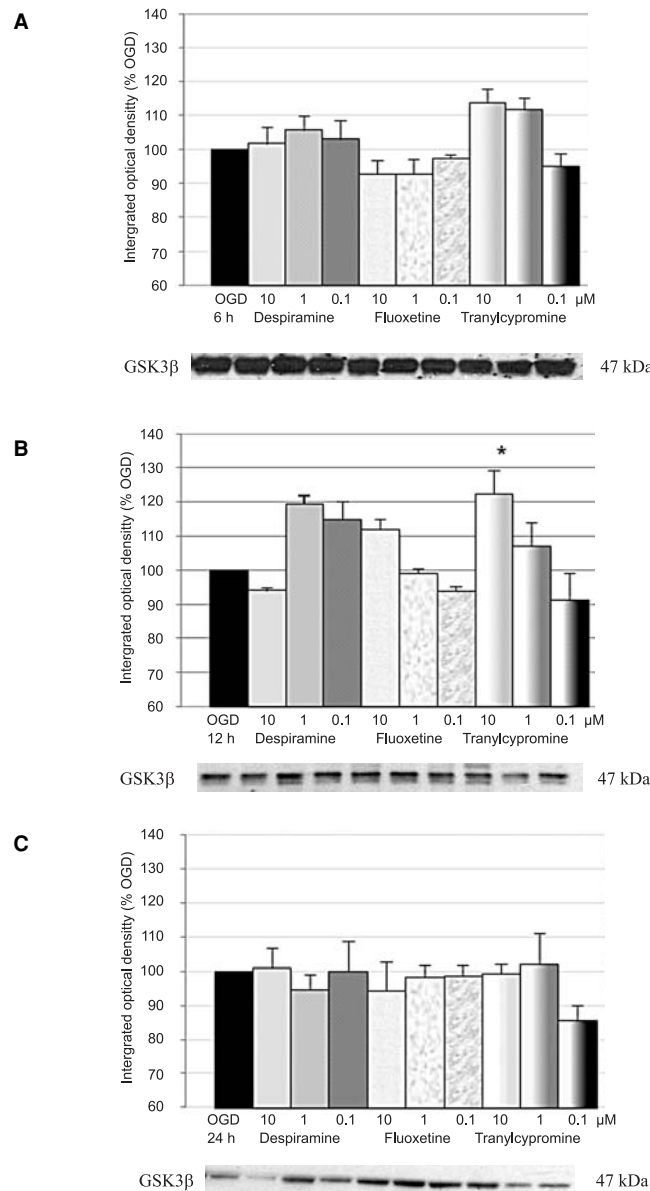 A
Intergrated optical densitty (% OGD)
140
130
120
110
100
90
80
70
60
OGD 10 1 0.1 10 1 0.1 10 1 0.1 µM
6 h Despiramine Fluoxetine Tranylcypromine
GSK3β 47 kDa
B
Intergrated optical densitty (% OGD)
140
130
120
110
100
90
80
70
60
*
OGD 10 1 0.1 10 1 0.1 10 1 0.1 µM
12 h Despiramine Fluoxetine Tranylcypromine
GSK3β 47 kDa
C
Intergrated optical densitty (% OGD)
140
130
120
110
100
90
80
70
60
OGD 10 1 0.1 10 1 0.1 10 1 0.1 µM
24 h Despiramine Fluoxetine Tranylcypromine
GSK3β 47 kDa